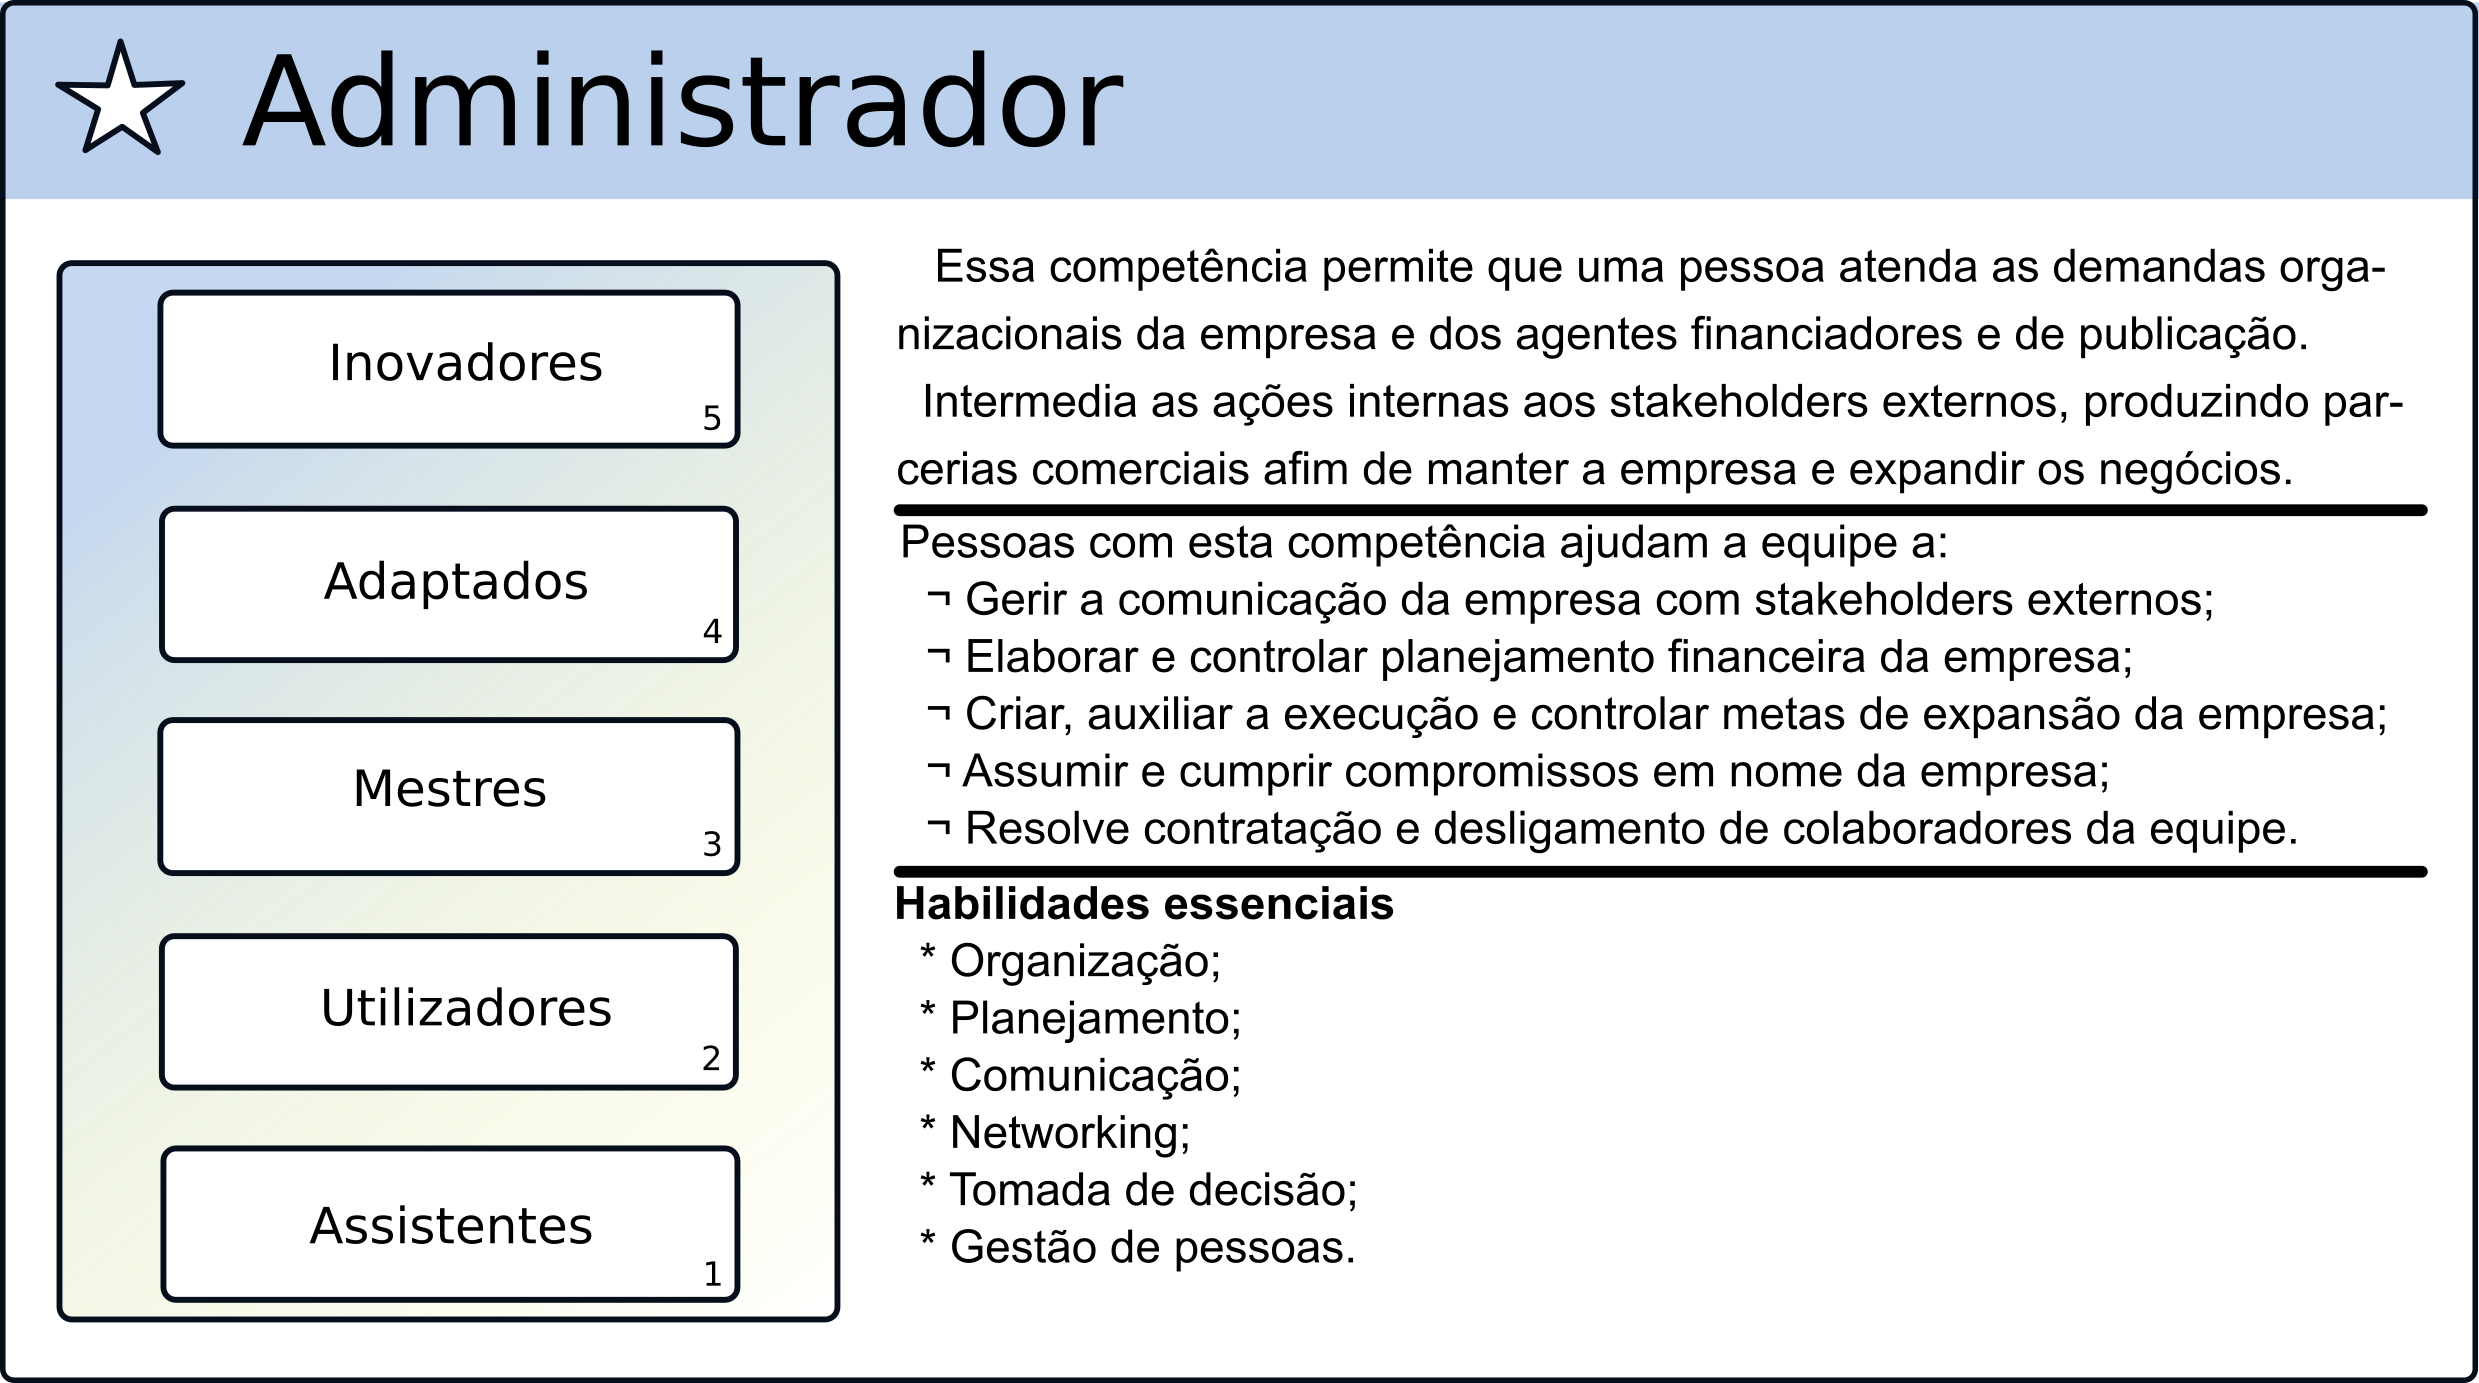 Administrador
Inovadores
5
Adaptados
4
Mestres
3
Utilizadores
2
Assistentes
1
Essa competência permite que uma pessoa atenda as demandas orga-
nizacionais da empresa e dos agentes financiadores e de publicação.
Intermedia as ações internas aos stakeholders externos, produzindo par-
cerias comerciais afim de manter a empresa e expandir os negócios.
Pessoas com esta competência ajudam a equipe a:
¬ Gerir a comunicação da empresa com stakeholders externos;
¬ Elaborar e controlar planejamento financeira da empresa;
¬ Criar, auxiliar a execução e controlar metas de expansão da empresa;
¬ Assumir e cumprir compromissos em nome da empresa;
¬ Resolve contratação e desligamento de colaboradores da equipe.
Habilidades essenciais
* Organização;
* Planejamento;
* Comunicação;
* Networking;
* Tomada de decisão;
* Gestão de pessoas.